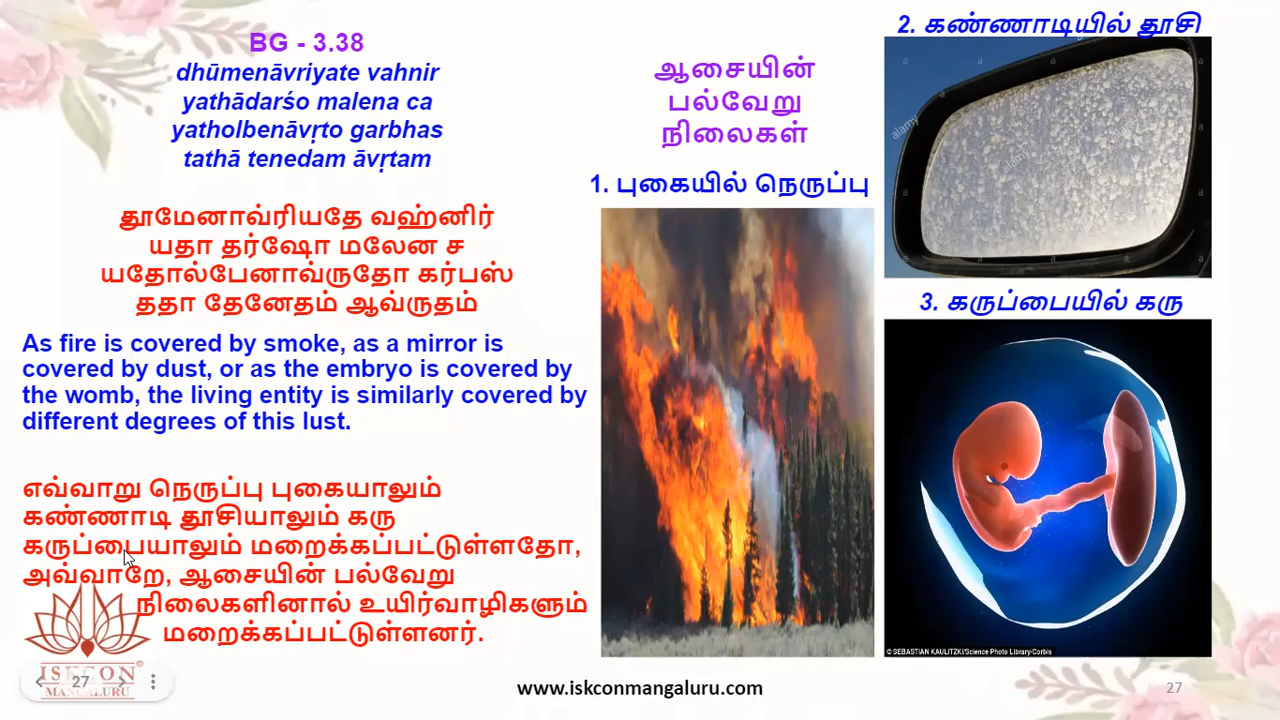 BG - 3.38
dhūmenāvriyate vahnir
yathādarśo malena ca
yatholbenāvṛto garbhas
tathā tenedam āvṛtam
தூமேனாவ்ரியதே வஹ்னிர்
யதா தர்ஷோ மலேன ச
யதோல்பேனாவ்ருதோ கர்பஸ்
ததா தேனேதம் ஆவ்ருதம்
As fire is covered by smoke, as a mirror is
covered by dust, or as the embryo is covered by
the womb, the living entity is similarly covered by
different degrees of this lust.
எவ்வாறு நெருப்பு புகையாலும்
கண்ணாடி தூசியாலும் கரு
கருப்பையாலும் மறைக்கப்பட்டுள்ளதோ,
அவ்வாறே, ஆசையின் பல்வேறு
நிலைகளினால் உயிர்வாழிகளும்
மறைக்கப்பட்டுள்ளனர்.
ஆசையின்
பல்வேறு
நிலைகள்
1. புகையில் நெருப்பு
2. கண்ணாடியில் தூசி
a
a
a
a
alamy
alamy
a
a
a
a
a
a
3. கருப்பையில் கரு
© SEBASTIAN KAULITZKI/Science Photo Library/Corbis
ISKCON®
MANGALURU
27
www.iskconmangaluru.com
27